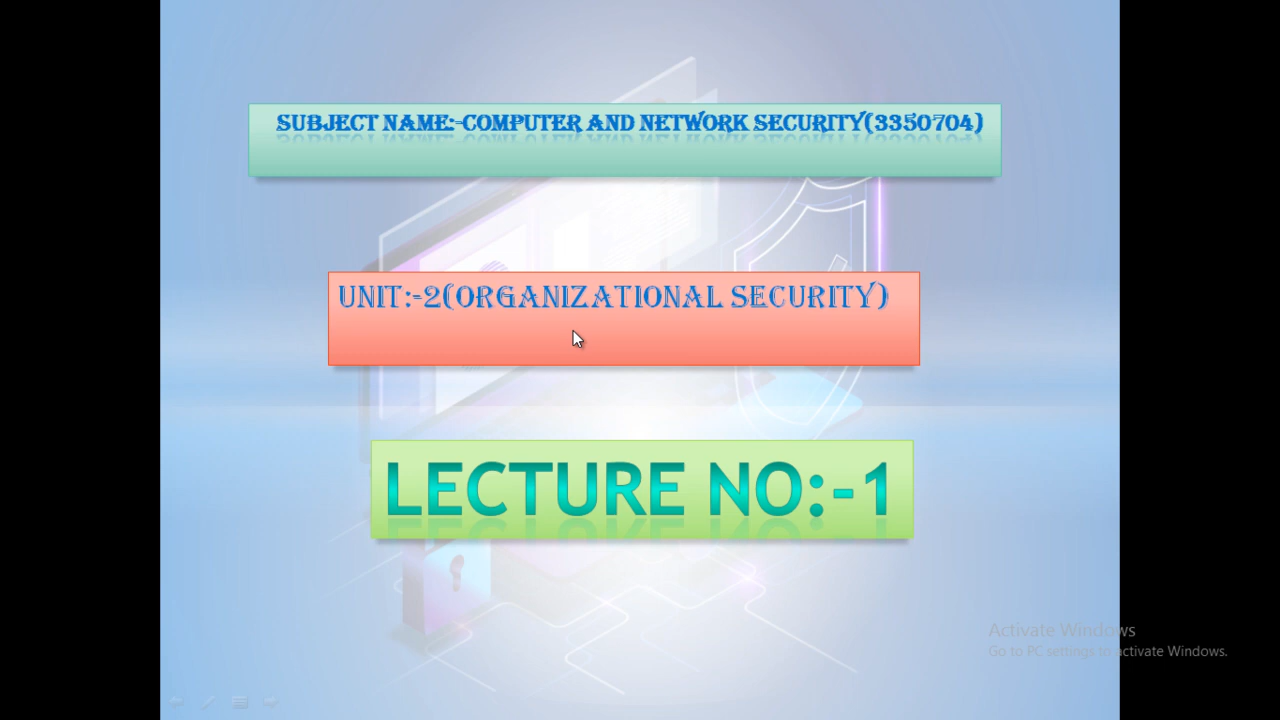 SUBJECT NAME:-COMPUTER AND NETWORK SECURITY(3350704)
UNIT:-2(ORGANIZATIONAL SECURITY)
LECTURE NO:-1
Activate Windows
Go to PC settings to activate Windows.